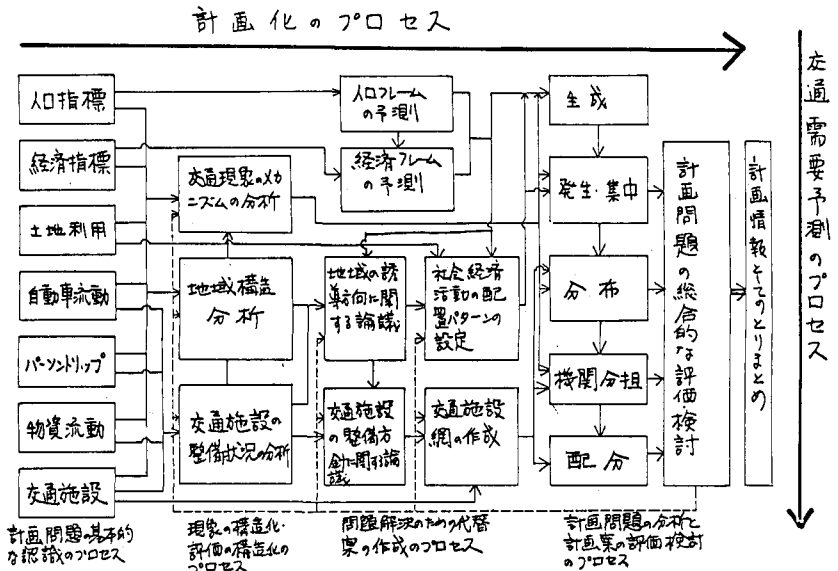 計画化のプロセス
交通需要予測のプロセス
人口指標
経済指標
土地利用
自動車流動
パーソントリップ
物資流動
交通施設
計画問題の基本的
な認識のプロセス
交通現象のメカ
ニズムの分析
地域構造
分析
交通施設の
整備状況の分析
現象の構造化・
評価の構造化の
プロセス
人口フレーム
の予測
経済フレーム
の予測
地域の誘
導方向に関
する論議
社会経済
活動の配
置パターンの
設定
交通施設
の整備方
針に関する論
議
交通施設
網の作成
問題解決のための代替
案の作成のプロセス
生成
発生・集中
分布
機関分担
配分
計画問題の分析と
計画案の評価・検討
のプロセス
計画問題の総合的な評価・検討
計画情報としてのとりまとめ